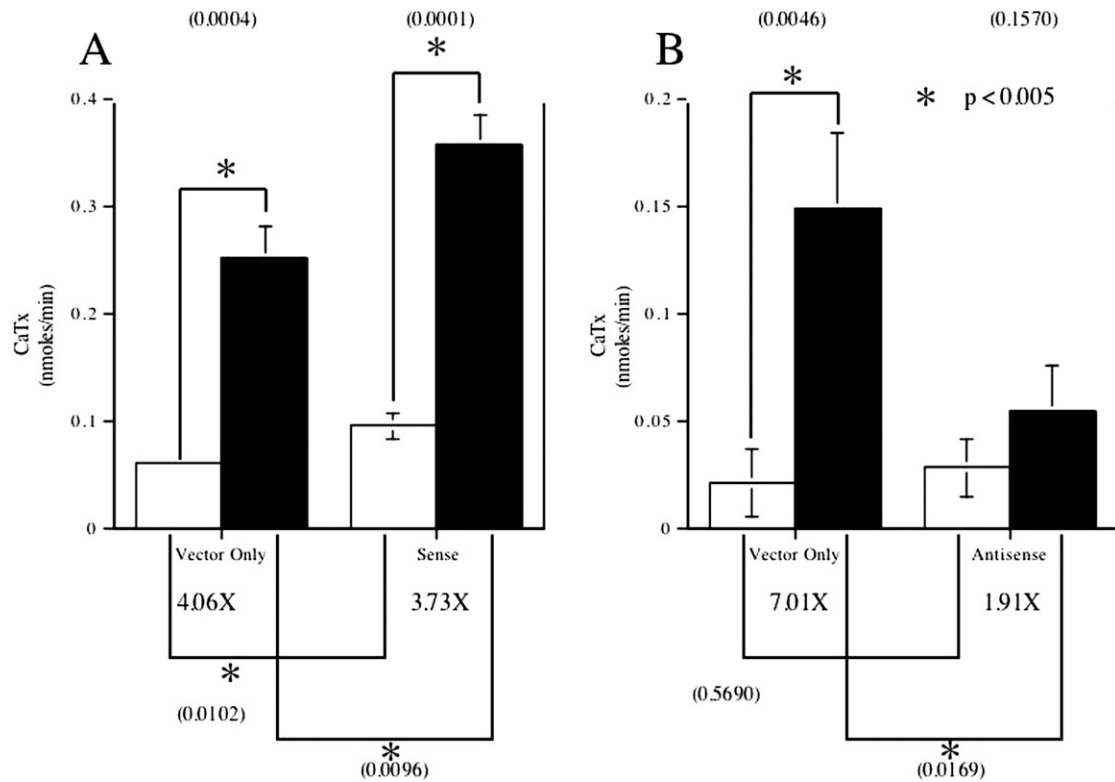 (0.0004) (0.0001) (0.0046) (0.1570)
A B
* * * * p < 0.005
0.4 0.2
0.3 0.15
0.2 0.1
0.1 0.05
0 0
CaTx
(nmoles/min)
CaTx
(nmoles/min)
Vector Only Sense Vector Only Antisense
4.06X 3.73X 7.01X 1.91X
*
(0.0102) (0.5690)
* *
(0.0096) (0.0169)